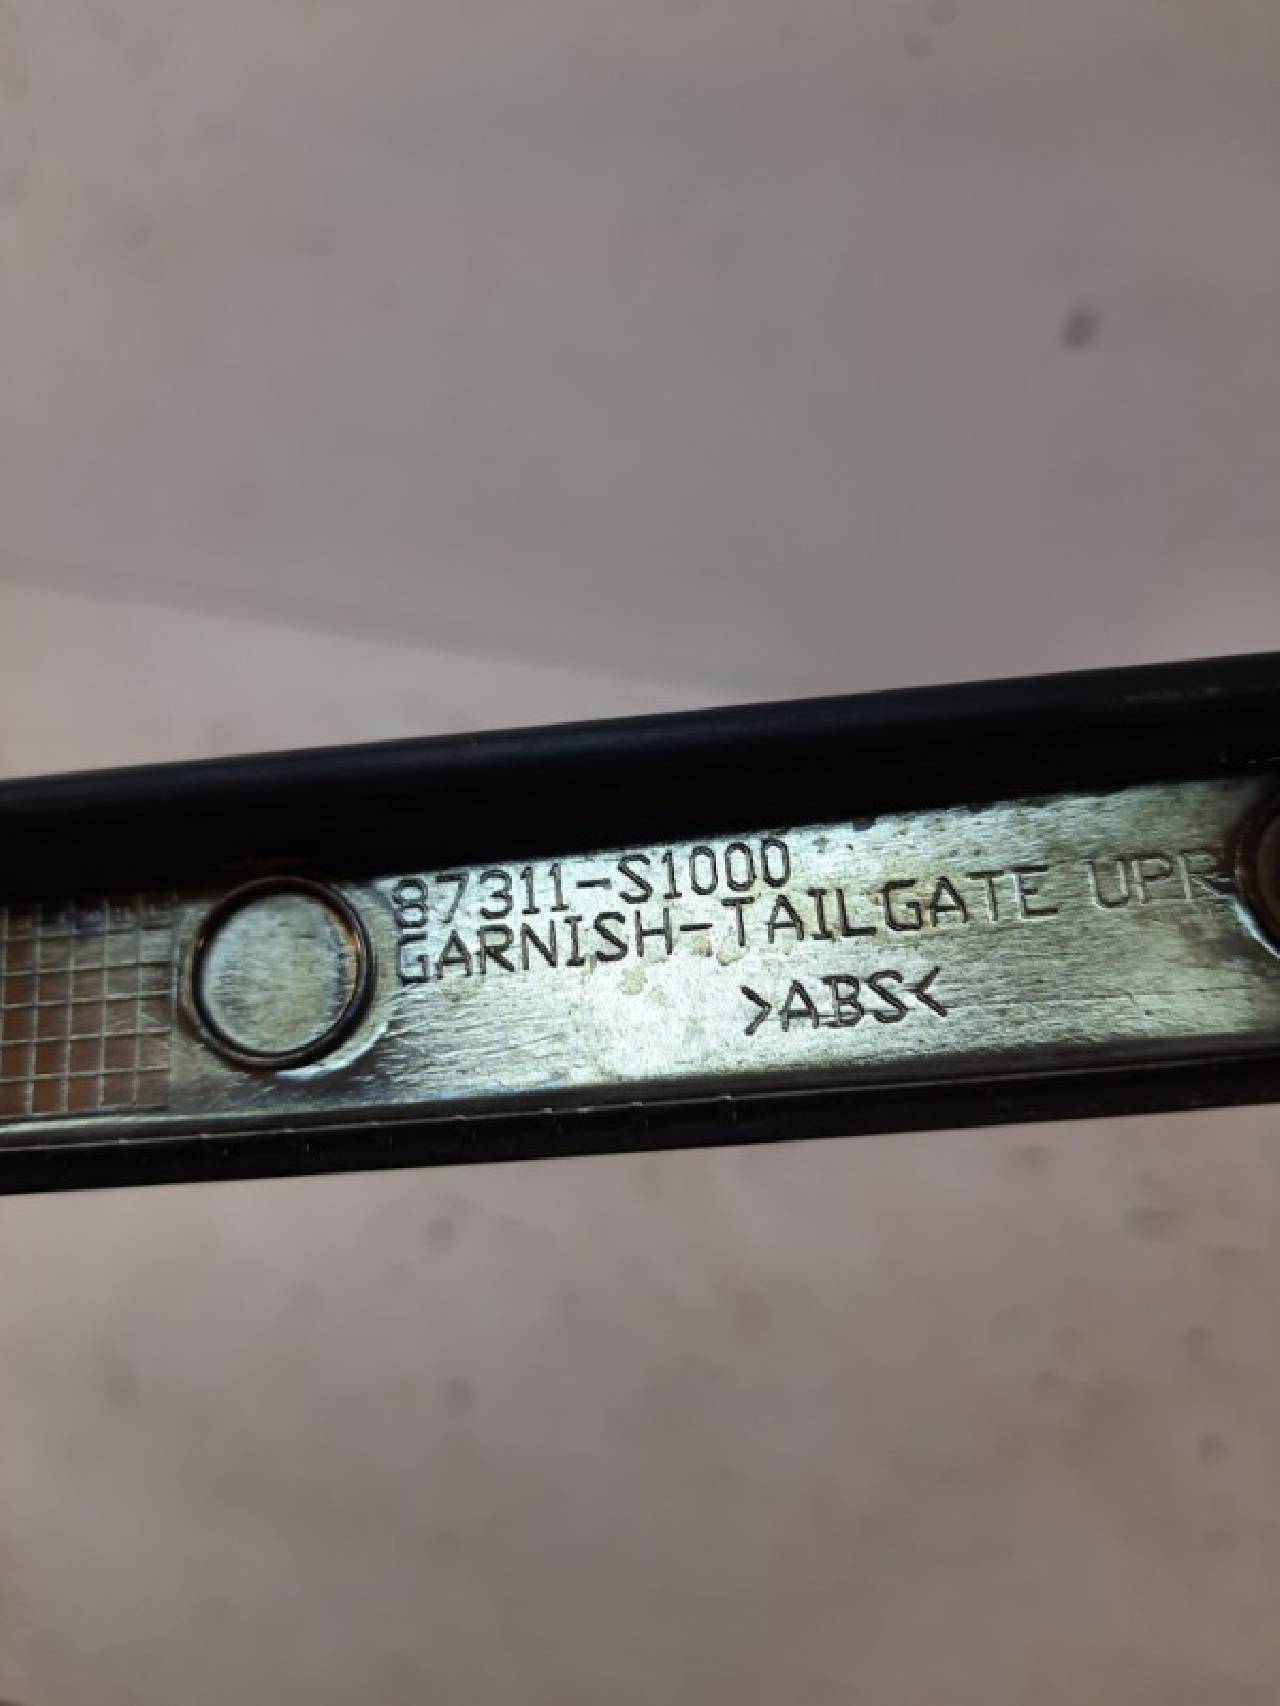 87311-S1000
GARNISH-TAILGATE UPR
>ABS<